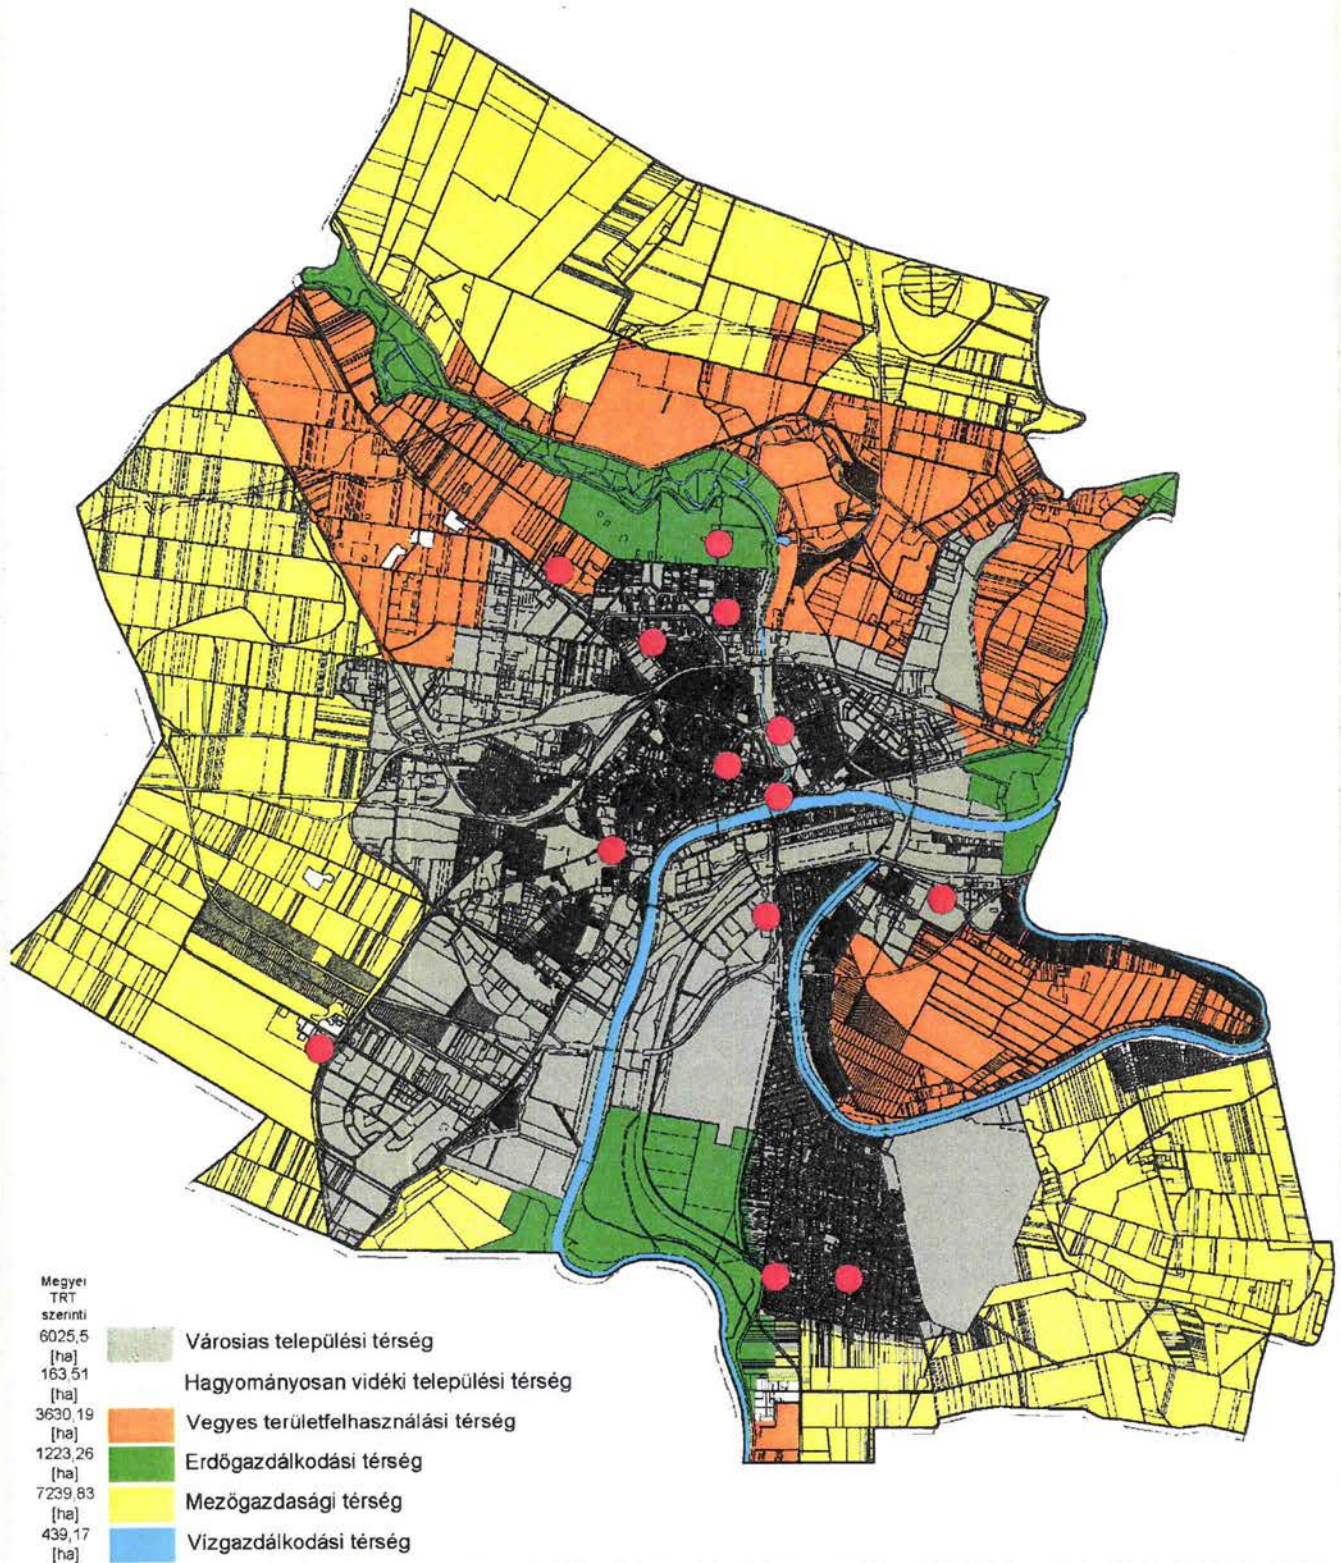 Megyei
TRT
szerinti
6025,5
[ha]
Városias települési térség
163,51
[ha]
Hagyományosan vidéki települési térség
3630,19
[ha]
Vegyes területfelhasználási térség
1223,26
[ha]
Erdőgazdálkodási térség
7239,83
[ha]
Mezőgazdasági térség
439,17
[ha]
Vizgazdálkodási térség